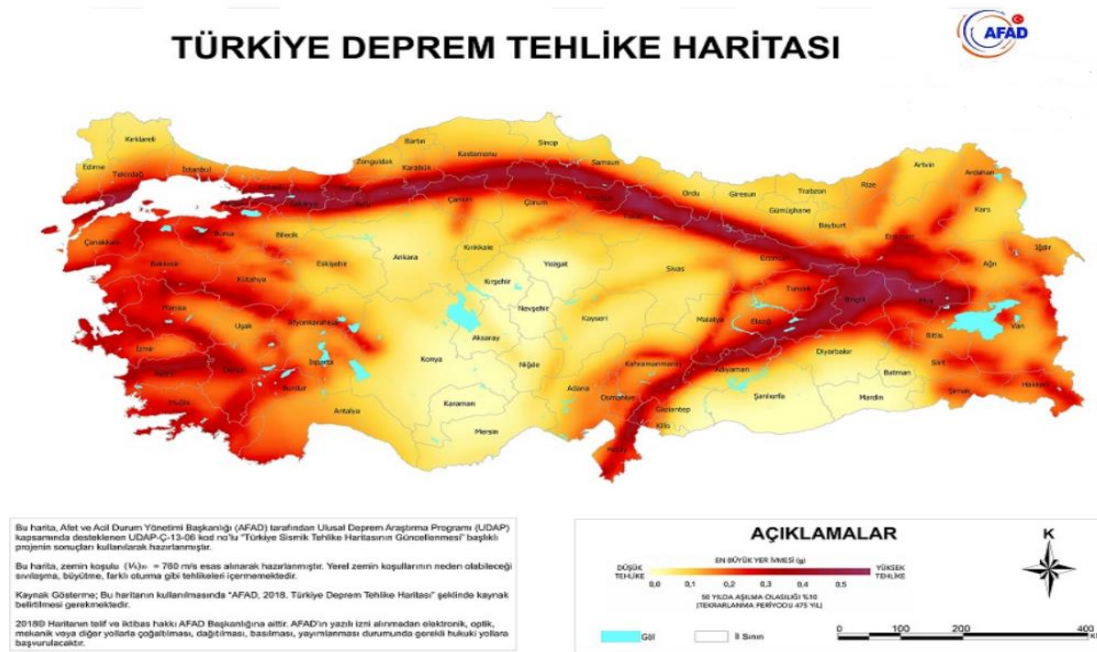 TÜRKİYE DEPREM TEHLİKE HARİTASI
AFAD
Kırklareli
Edirne
Tekirdağ
İstanbul
Bartın
Zonguldak
Karabük
Kastamonu
Sinop
Samsun
Çankırı
Çorum
Ordu
Giresun
Trabzon
Rize
Artvin
Ardahan
Kars
Gümüşhane
Bayburt
Iğdır
Ağrı
Çanakkale
Bursa
Bilecik
Balıkesir
Kütahya
Eskişehir
Ankara
Kırıkkale
Yozgat
Sivas
Erzincan
Tunceli
Bingöl
Muş
Kırşehir
Nevşehir
Kayseri
Malatya
Elazığ
Bitlis
Van
Manisa
Uşak
Afyonkarahisar
Aksaray
Konya
Niğde
İzmir
Isparta
Burdur
Muğla
Antalya
Karaman
Mersin
Adana
Osmaniye
Kahramanmaraş
Adıyaman
Gaziantep
Kilis
Şanlıurfa
Diyarbakır
Batman
Mardin
Siirt
Şırnak
Hakkari
Bu harita, Afet ve Acil Durum Yönetimi Başkanlığı (AFAD) tarafından Ulusal Deprem Araştırma Programı (UDAP)
kapsamında desteklenen UDAP-Ç-13-06 kod no'lu "Türkiye Sismik Tehlike Haritasının Güncellenmesi" başlıklı
projenin sonuçları kullanılarak hazırlanmıştır.
Bu harita, zemin koşulu (Vs)30 = 760 m/s esas alınarak hazırlanmıştır. Yerel zemin koşullarının neden olabileceği
sıvılaşma, büyütme, farklı oturma gibi tehlikeleri içermemektedir.
Kaynak Gösterme; Bu haritanın kullanılmasında "AFAD, 2018. Türkiye Deprem Tehlike Haritası" şeklinde kaynak
belirtilmesi gerekmektedir.
2018© Haritanın telif ve iktibas hakkı AFAD Başkanlığına aittir. AFAD'ın yazılı izni alınmadan elektronik, optik,
mekanik veya diğer yollarla çoğaltılması, dağıtılması, basılması, yayımlanması durumunda gerekli hukuki yollara
başvurulacaktır.
AÇIKLAMALAR
EN BÜYÜK YER İVMESİ (g)
DÜŞÜK TEHLİKE
YÜKSEK TEHLİKE
0,0 0,1 0,2 0,3 0,4 0,5
50 YILDA AŞILMA OLASILIĞI %10
(TEKRARLANMA PERİYODU 475 YIL)
Göl
İl Sınırı
K
0 100 200 400